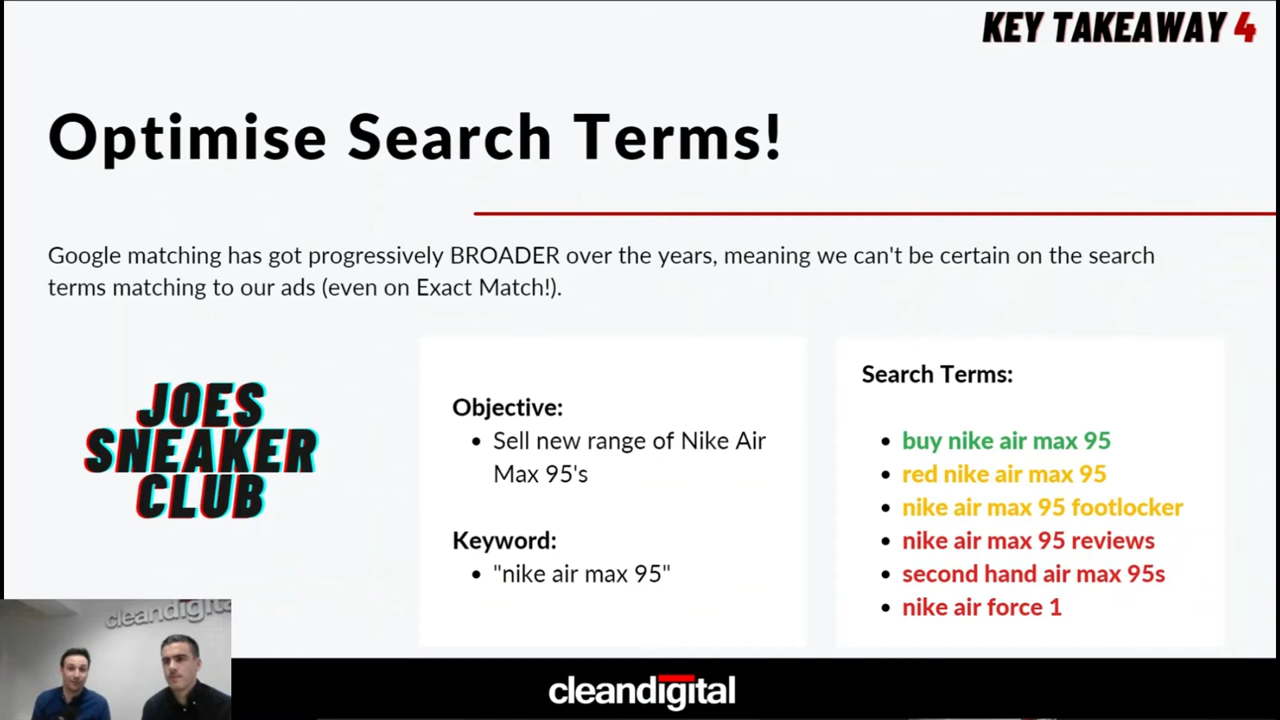 KEY TAKEAWAY 4
Optimise Search Terms!
Google matching has got progressively BROADER over the years, meaning we can't be certain on the search
terms matching to our ads (even on Exact Match!).
JOES
SNEAKER
CLUB
Objective:
• Sell new range of Nike Air
Max 95's
Keyword:
• "nike air max 95"
Search Terms:
• buy nike air max 95
• red nike air max 95
• nike air max 95 footlocker
• nike air max 95 reviews
• second hand air max 95s
• nike air force 1
cleandigital
cleandigital